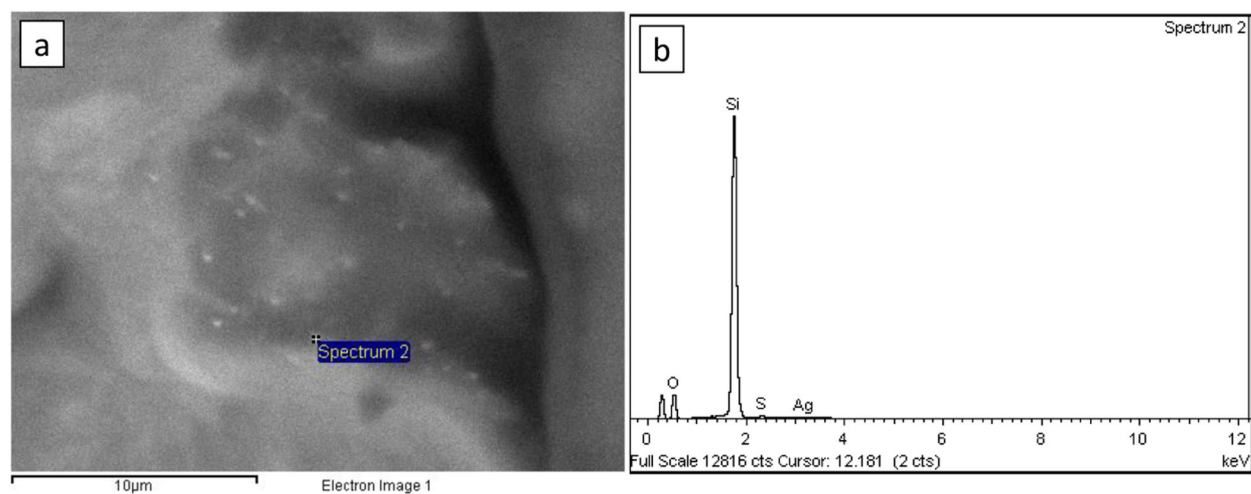 a
Spectrum 2
10µm
Electron Image 1
b
Spectrum 2
Si
O
S
Ag
0 2 4 6 8 10 12
Full Scale 12816 cts Cursor: 12.181 (2 cts)
keV